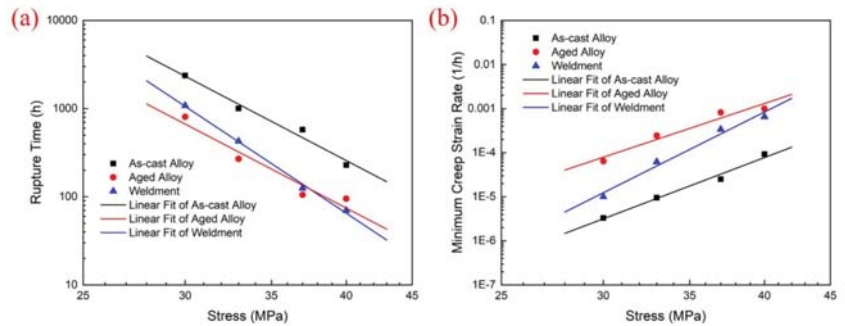 (a)
10000
1000
100
10
Rupture Time (h)
As-cast Alloy
Aged Alloy
Weldment
Linear Fit of As-cast Alloy
Linear Fit of Aged Alloy
Linear Fit of Weldment
25 30 35 40 45
Stress (MPa)
(b)
0.1
0.01
0.001
1E-4
1E-5
1E-6
1E-7
Minimum Creep Strain Rate (1/h)
As-cast Alloy
Aged Alloy
Weldment
Linear Fit of As-cast Alloy
Linear Fit of Aged Alloy
Linear Fit of Weldment
25 30 35 40 45
Stress (MPa)